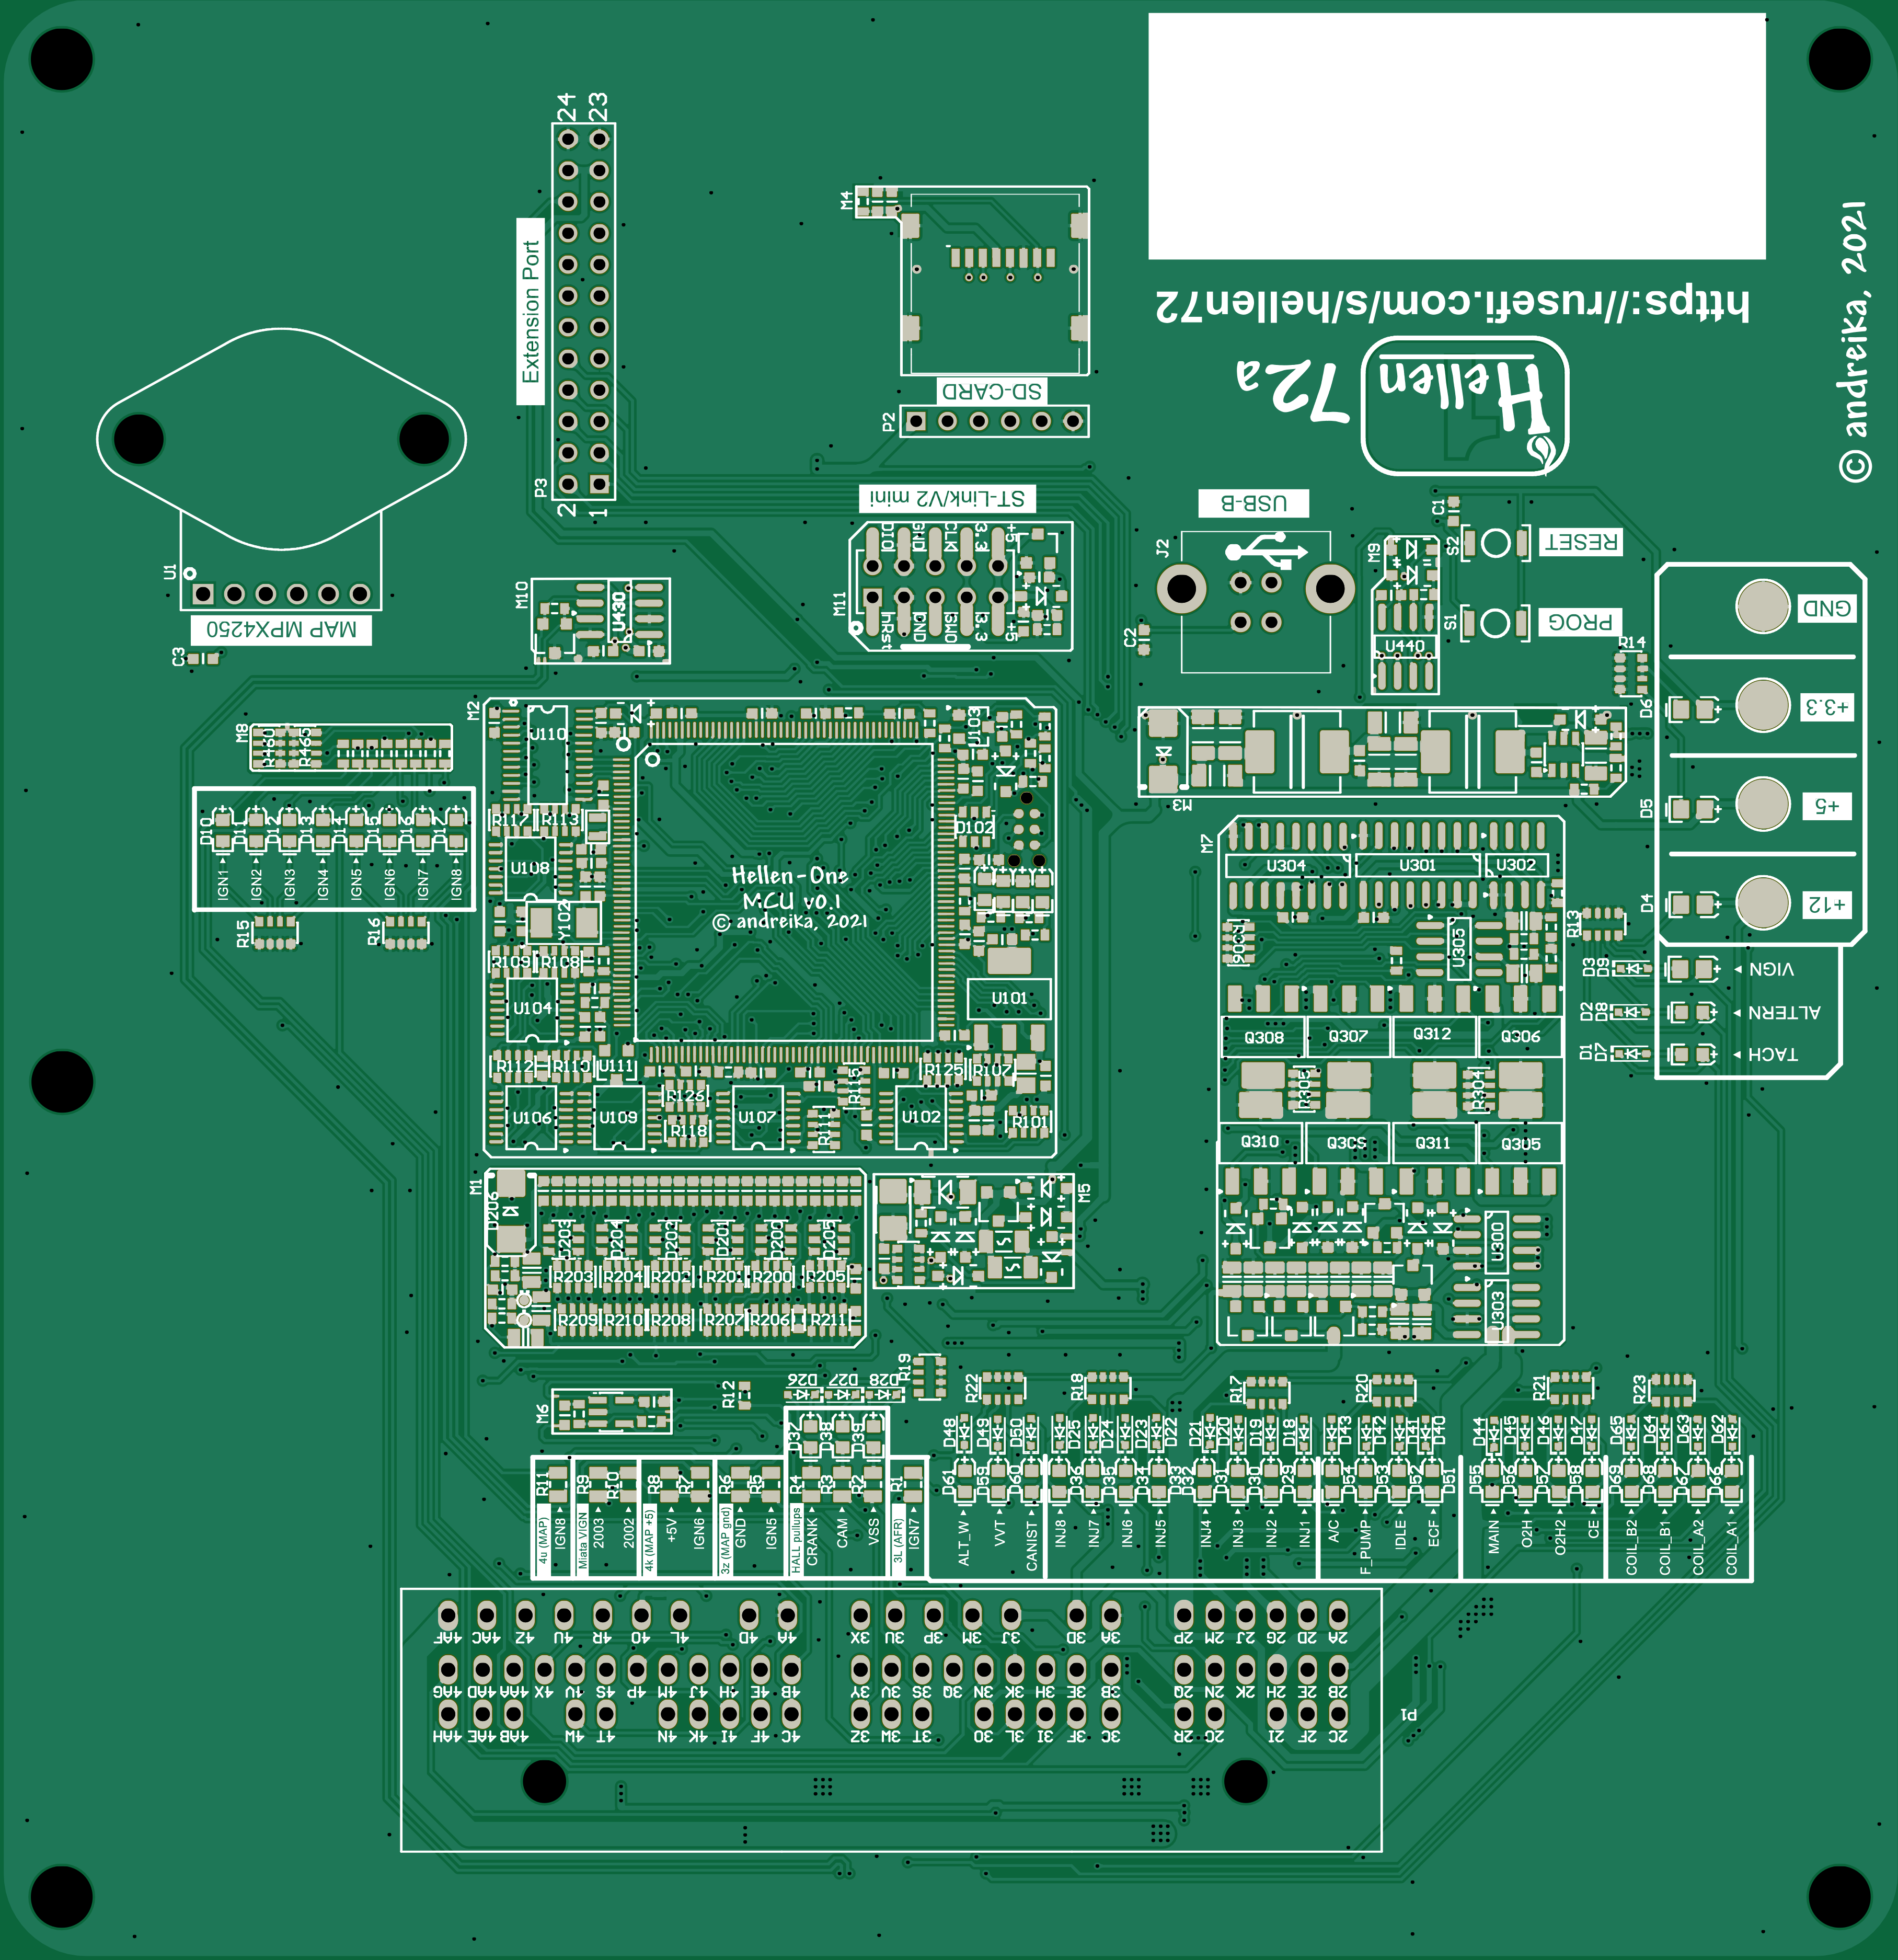 24 23
Extension Port
P3
2 1
M4
SD-CARD
P2
https://rusefi.com/s/hellen72
Hellen
72a
© andreika, 2021
U1
MAP MPX4250
C3
M10
U430
ST-Link/V2 mini
M11
DIO
GND
CLK
3.3
+5
nRst
GND
SWO
3.3
+5
USB-B
J2
C2
M9
U440
C1
S2
RESET
S1
PROG
R14
GND
D6
+3.3
D5
+5
D4
+12
R13
D3
D9
VIGN
D2
D8
ALTERN
D1
D7
TACH
M8
R460
R465
D10
D11
D12
D13
D14
D15
D16
D17
IGN1
IGN2
IGN3
IGN4
IGN5
IGN6
IGN7
IGN8
R15
R16
M2
U110
U103
R117
R113
D102
U108
Y102
Hellen-One
MCU v0.1
© andreika, 2021
R109
R108
U104
U101
R112
R110
U111
R126
R115
R125
R107
U106
U109
R118
U107
R111
U102
R101
M3
M7
U304
U301
U302
U305
Q308
Q307
Q312
Q306
R305
R304
Q310
Q3CS
Q311
Q305
U300
U303
M1
D206
D203
D204
D202
D201
D200
D205
R203
R204
R202
R201
R200
R205
R209
R210
R208
R207
R206
R211
M5
M6
R12
D26
D27
D28
R19
R22
R18
R17
R20
R21
R23
D37
D38
D39
D48
D49
D50
D25
D24
D23
D22
D21
D20
D19
D18
D43
D42
D41
D40
D44
D45
D46
D47
D65
D64
D63
D62
R11
R9
R10
R8
R7
R6
R5
R4
R3
R2
R1
D61
D59
D60
D36
D35
D34
D33
D32
D31
D30
D29
D54
D53
D52
D51
D55
D56
D57
D58
D69
D68
D67
D66
4u (MAP)
IGN8
Miata VIGN
2003
2002
4k (MAP +5)
+5V
IGN6
3z (MAP gnd)
GND
IGN5
HALL pullups
CRANK
CAM
VSS
3L (AFR)
IGN7
ALT_W
VVT
CANIST
INJ8
INJ7
INJ6
INJ5
INJ4
INJ3
INJ2
INJ1
A/C
F_PUMP
IDLE
ECF
MAIN
O2H
O2H2
CE
COIL_B2
COIL_B1
COIL_A2
COIL_A1
4AF 4AC 4Z 4U 4R 4O 4L 4D 4A 3X 3U 3P 3M 3J 3D 3A 2P 2M 2J 2G 2D 2A
4AG 4AD 4AA 4X 4V 4S 4P 4M 4J 4H 4E 4B 3Y 3V 3S 3Q 3N 3K 3H 3E 3B 2Q 2N 2K 2H 2E 2B
4AH 4AE 4AB 4W 4T 4N 4K 4I 4F 4C 3Z 3W 3T 3O 3L 3I 3F 3C 2R 2O 2I 2F 2C
P1